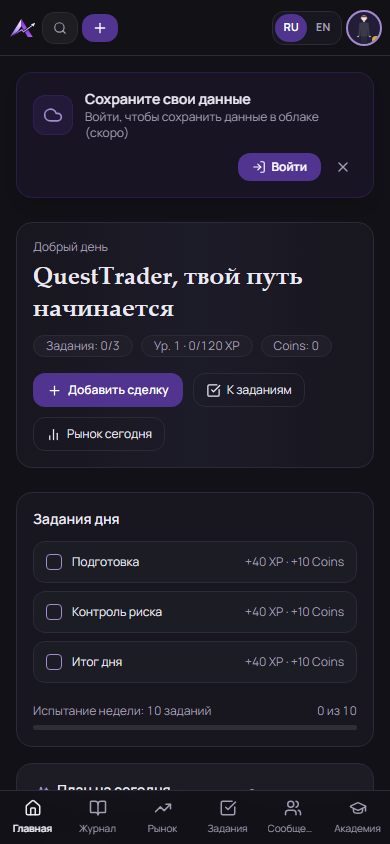 RU EN
Сохраните свои данные
Войти, чтобы сохранить данные в облаке
(скоро)
Войти
Добрый день
QuestTrader, твой путь
начинается
Задания: 0/3 Ур. 1 · 0/120 XP Coins: 0
Добавить сделку К заданиям
Рынок сегодня
Задания дня
Подготовка +40 XP · +10 Coins
Контроль риска +40 XP · +10 Coins
Итог дня +40 XP · +10 Coins
Испытание недели: 10 заданий 0 из 10
План на сегодня
Главная Журнал Рынок Задания Сообще... Академия